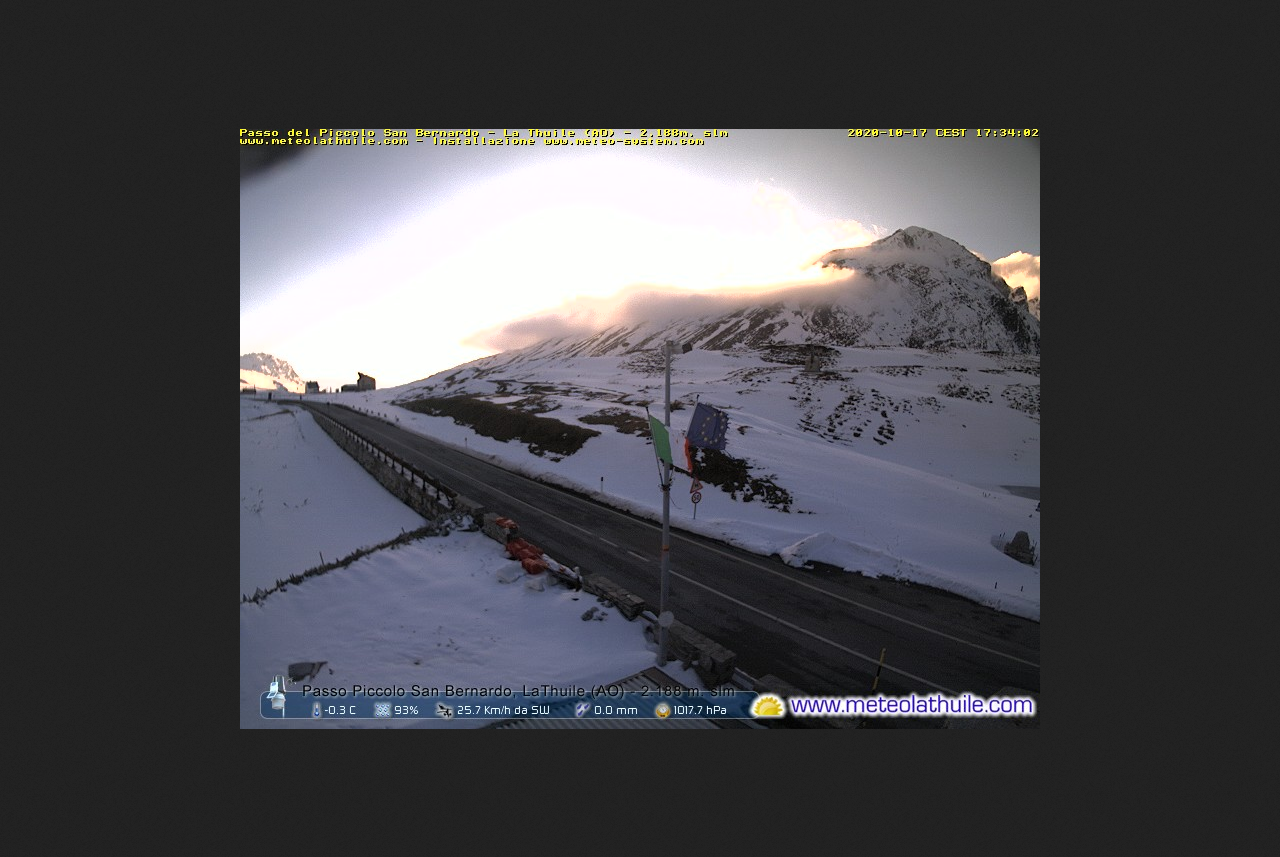 Passo del Piccolo San Bernardo - La Thuile (AO) - 2.188m. slm
2020-10-17 CEST 17:34:02
www.meteolathuile.com - Installazione www.meteo-system.com
Passo Piccolo San Bernardo, LaThuile (AO) - 2.188 m. slm
-0.3 C 93% 25.7 Km/h da SW 0.0 mm 1017.7 hPa
www.meteolathuile.com